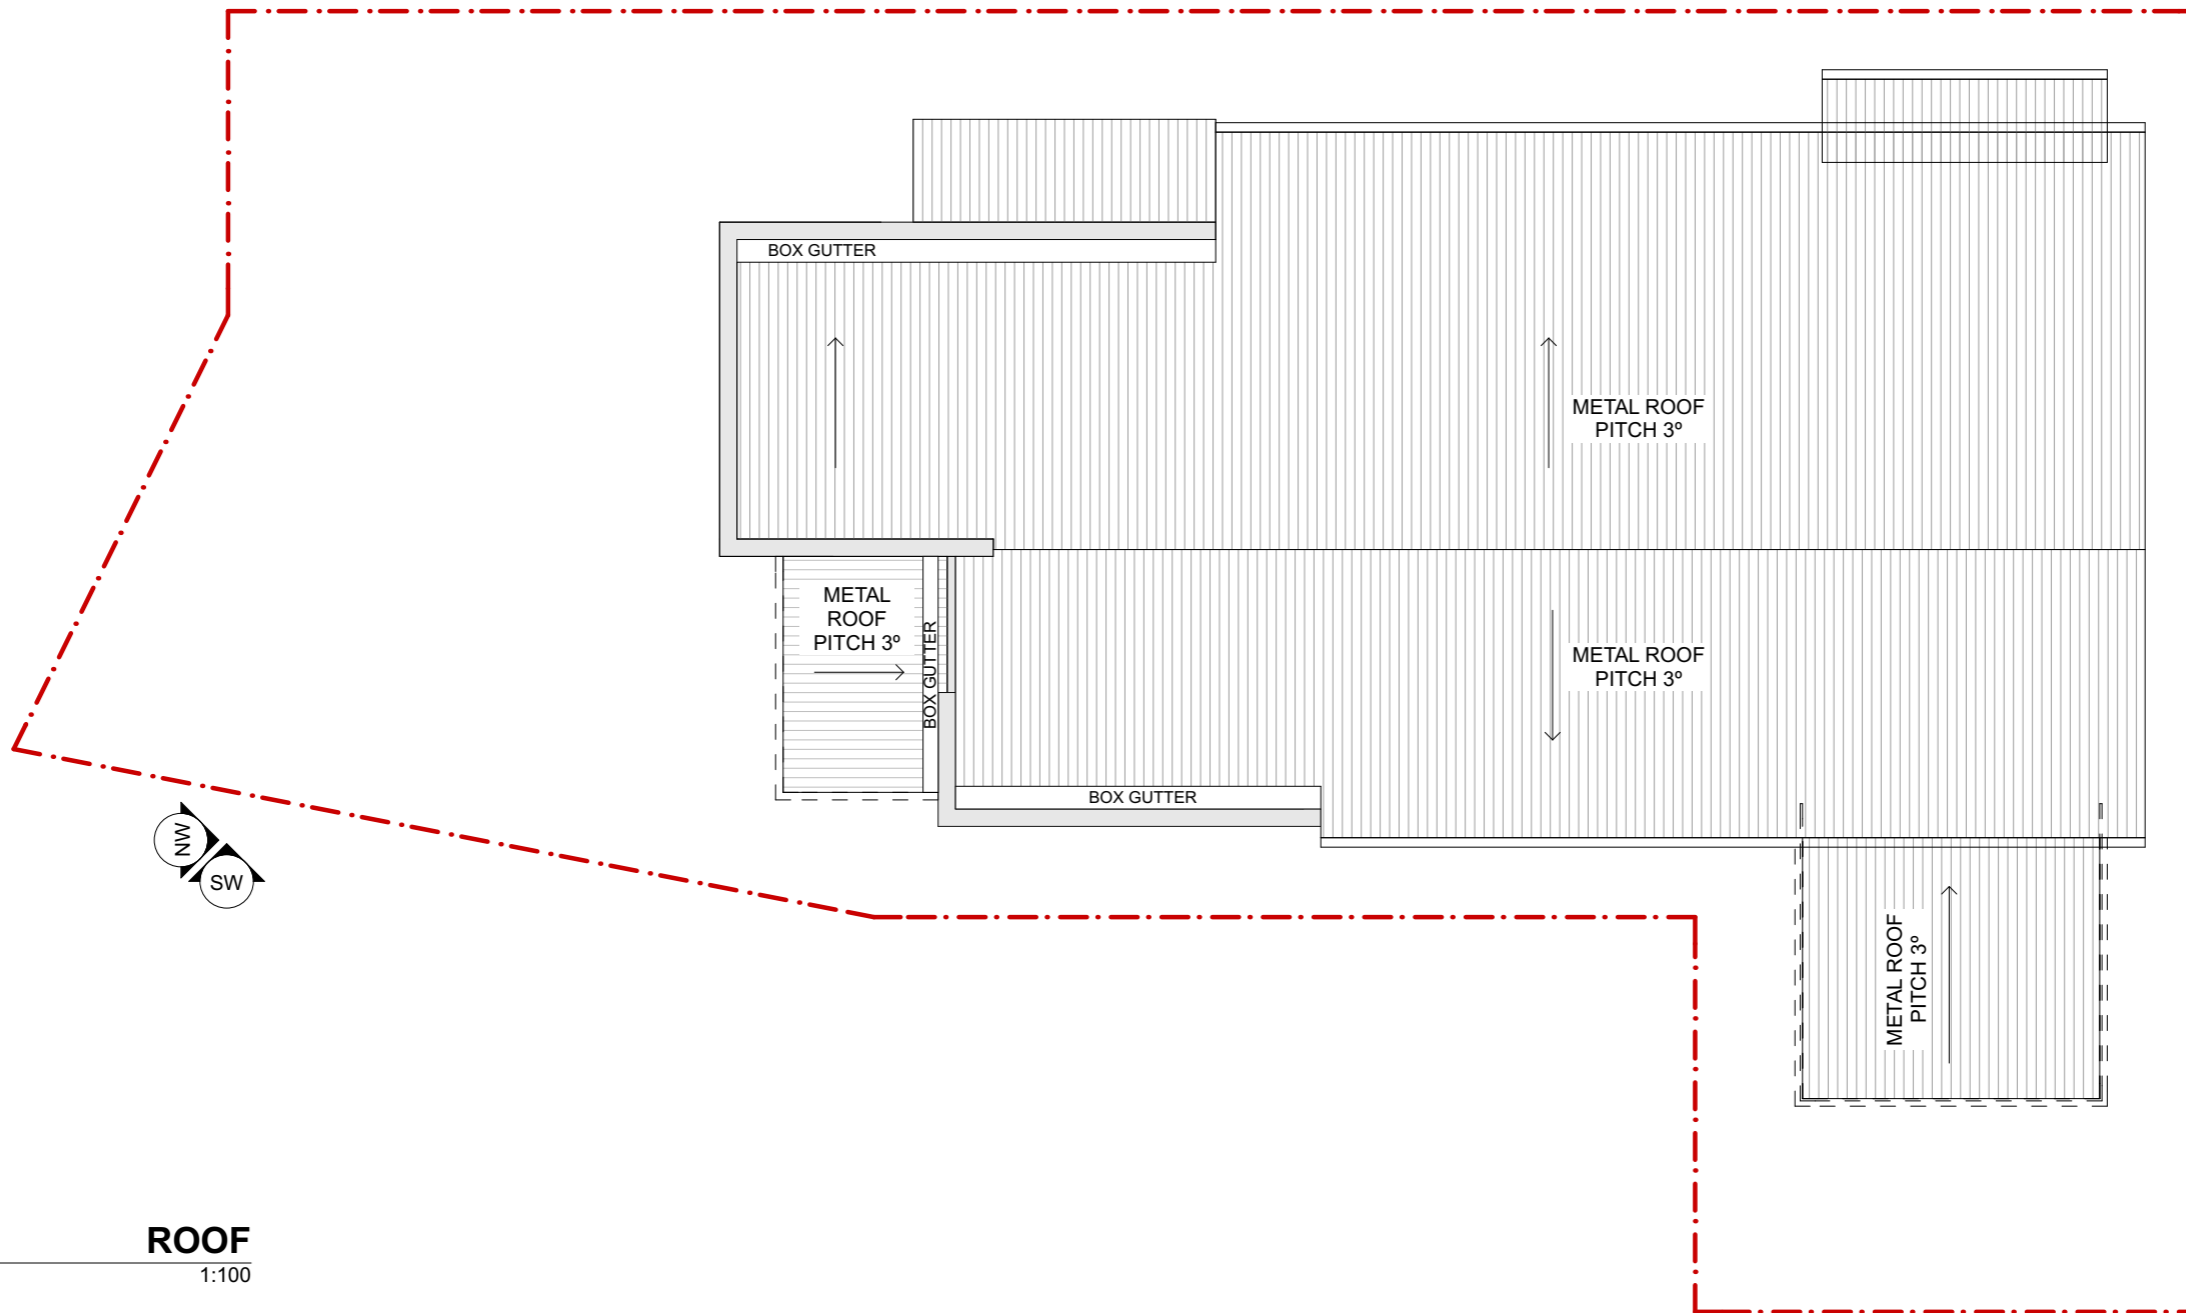 BOX GUTTER
METAL ROOF
PITCH 3º
METAL
ROOF
PITCH 3º
BOX GUTTER
METAL ROOF
PITCH 3º
BOX GUTTER
NW
SW
METAL ROOF
PITCH 3º
ROOF
1:100